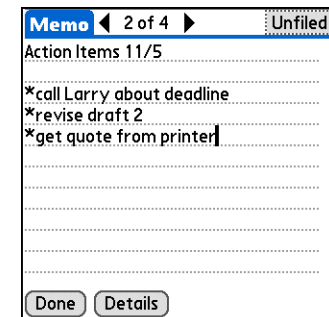 Memo 2 of 4 Unfiled
Action Items 11/5
*call Larry about deadline
*revise draft 2
*get quote from printer
Done Details